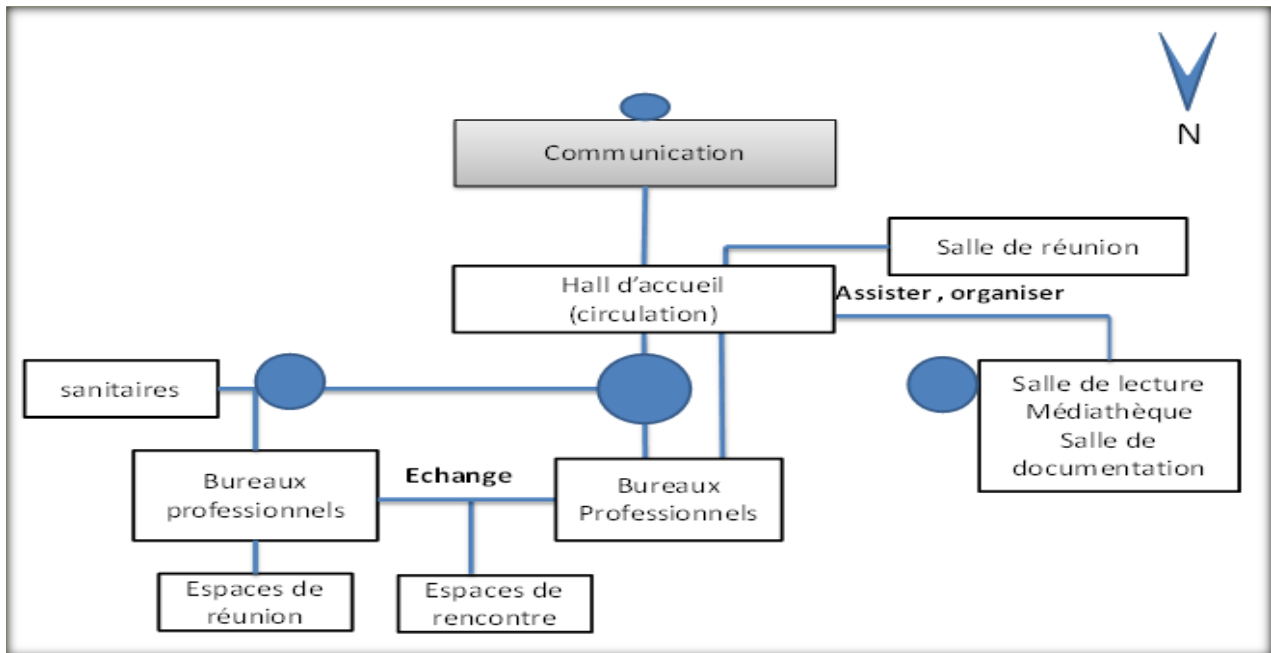 N
Communication
Salle de réunion
Hall d’accueil
(circulation)
Assister , organiser
sanitaires
Salle de lecture
Médiathèque
Salle de
documentation
Bureaux
professionnels
Echange
Bureaux
Professionnels
Espaces de
réunion
Espaces de
rencontre